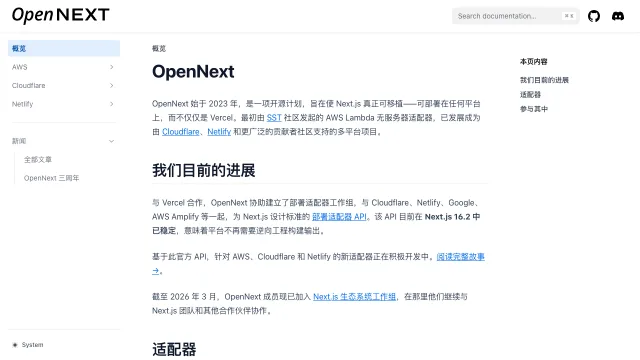 OpenNEXT
Search documentation...
⌘ K
概览
AWS
Cloudflare
Netlify
新闻
全部文章
OpenNext 三周年
System
概览
OpenNext
OpenNext 始于 2023 年，是一项开源计划，旨在使 Next.js 真正可移植——可部署在任何平台
上，而不仅仅是 Vercel。最初由 SST 社区发起的 AWS Lambda 无服务器适配器，已发展成为
由 Cloudflare、Netlify 和更广泛的贡献者社区支持的多平台项目。
我们目前的进展
与 Vercel 合作，OpenNext 协助建立了部署适配器工作组，与 Cloudflare、Netlify、Google、
AWS Amplify 等一起，为 Next.js 设计标准的 部署适配器 API。该 API 目前在 Next.js 16.2 中
已稳定，意味着平台不再需要逆向工程构建输出。
基于此官方 API，针对 AWS、Cloudflare 和 Netlify 的新适配器正在积极开发中。阅读完整故事
→。
截至 2026 年 3 月，OpenNext 成员现已加入 Next.js 生态系统工作组，在那里他们继续与
Next.js 团队和其他合作伙伴协作。
适配器
本页内容
我们目前的进展
适配器
参与其中